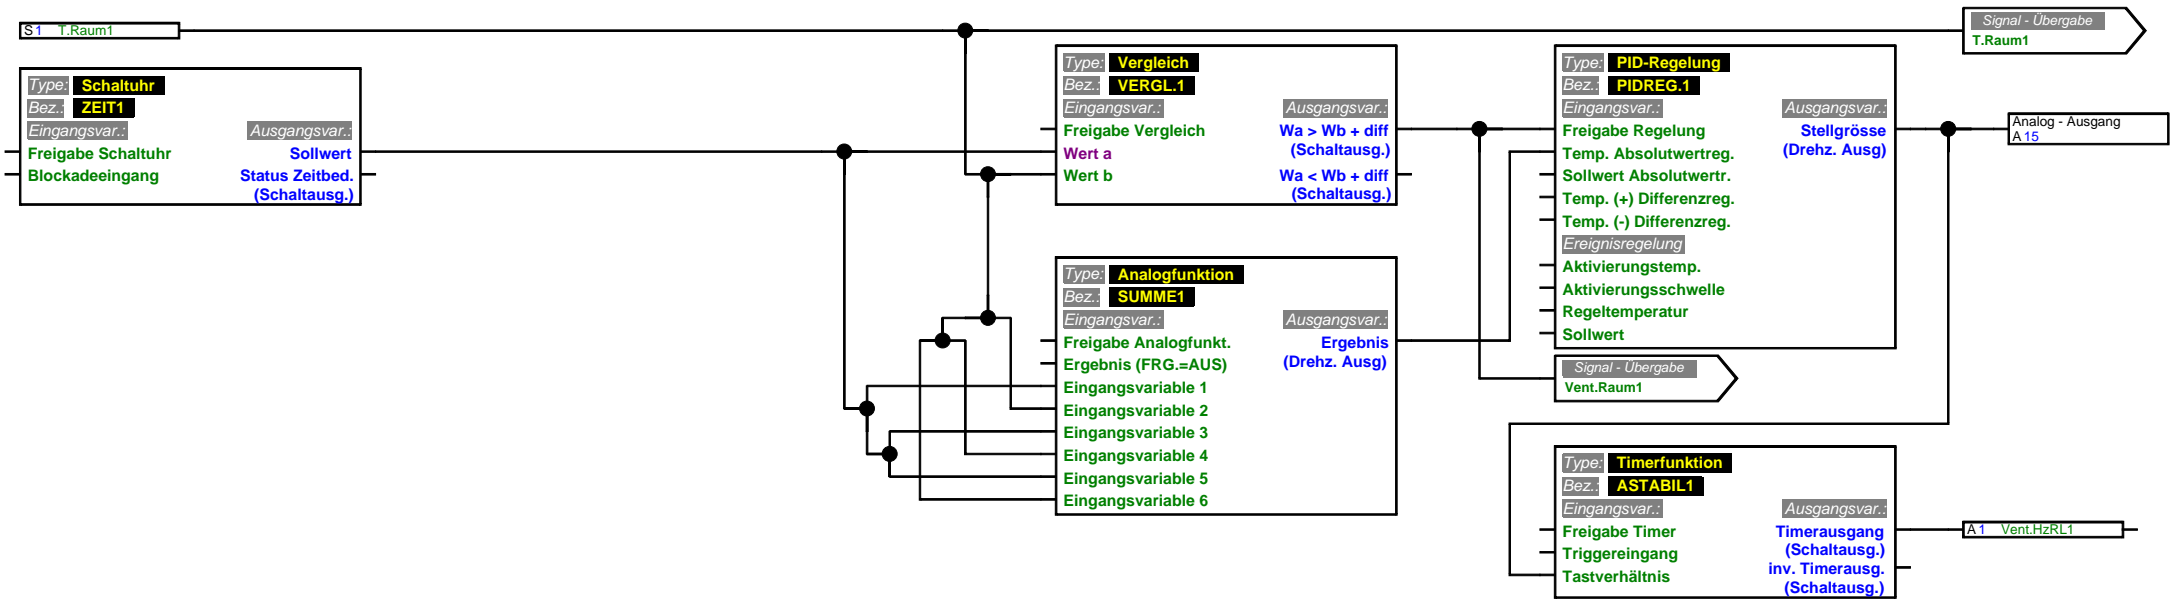 S1 T.Raum1
Signal - Übergabe
T.Raum1
Type: Schaltuhr
Bez.: ZEIT1
Eingangsvar.: Ausgangsvar.:
Freigabe Schaltuhr Sollwert
Blockadeeingang Status Zeitbed.
(Schaltausg.)
Type: Vergleich
Bez.: VERGL.1
Eingangsvar.: Ausgangsvar.:
Freigabe Vergleich Wa > Wb + diff
(Schaltausg.)
Wert a
Wert b Wa < Wb + diff
(Schaltausg.)
Type: PID-Regelung
Bez.: PIDREG.1
Eingangsvar.: Ausgangsvar.:
Freigabe Regelung Stellgrösse
Temp. Absolutwertreg. (Drehz. Ausg)
Sollwert Absolutwertr.
Temp. (+) Differenzreg.
Temp. (-) Differenzreg.
Ereignisregelung
Aktivierungstemp.
Aktivierungsschwelle
Regeltemperatur
Sollwert
Analog - Ausgang
A 15
Type: Analogfunktion
Bez.: SUMME1
Eingangsvar.: Ausgangsvar.:
Freigabe Analogfunkt. Ergebnis
Ergebnis (FRG.=AUS) (Drehz. Ausg)
Eingangsvariable 1
Eingangsvariable 2
Eingangsvariable 3
Eingangsvariable 4
Eingangsvariable 5
Eingangsvariable 6
Signal - Übergabe
Vent.Raum1
Type: Timerfunktion
Bez.: ASTABIL1
Eingangsvar.: Ausgangsvar.:
Freigabe Timer Timerausgang
Triggereingang (Schaltausg.)
Tastverhältnis inv. Timerausg.
(Schaltausg.)
A1 Vent.HzRL1